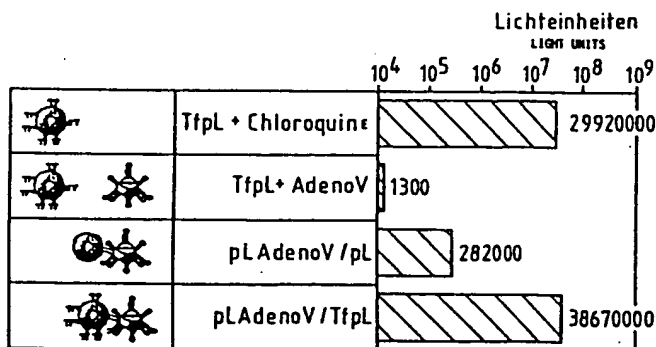 Lichteinheiten
LIGHT UNITS
10⁴ 10⁵ 10⁶ 10⁷ 10⁸ 10⁹
TfpL + Chloroquine 29920000
TfpL + AdenoV 1300
pLAdenoV/pL 282000
pLAdenoV/TfpL 38670000